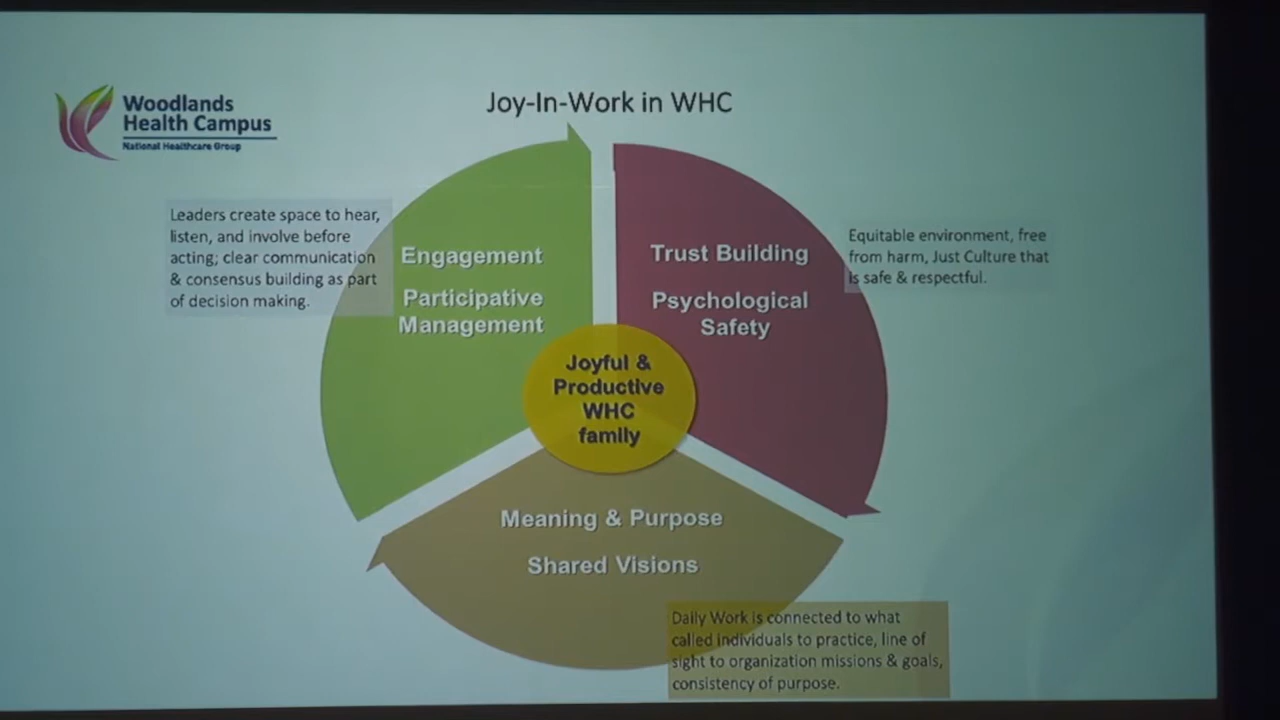 Woodlands
Health Campus
National Healthcare Group
Joy-In-Work in WHC
Leaders create space to hear,
listen, and involve before
acting; clear communication
& consensus building as part
of decision making.
Engagement
Participative
Management
Trust Building
Psychological
Safety
Equitable environment, free
from harm, Just Culture that
is safe & respectful.
Joyful &
Productive
WHC
family
Meaning & Purpose
Shared Visions
Daily Work is connected to what
called individuals to practice, line of
sight to organization missions & goals,
consistency of purpose.